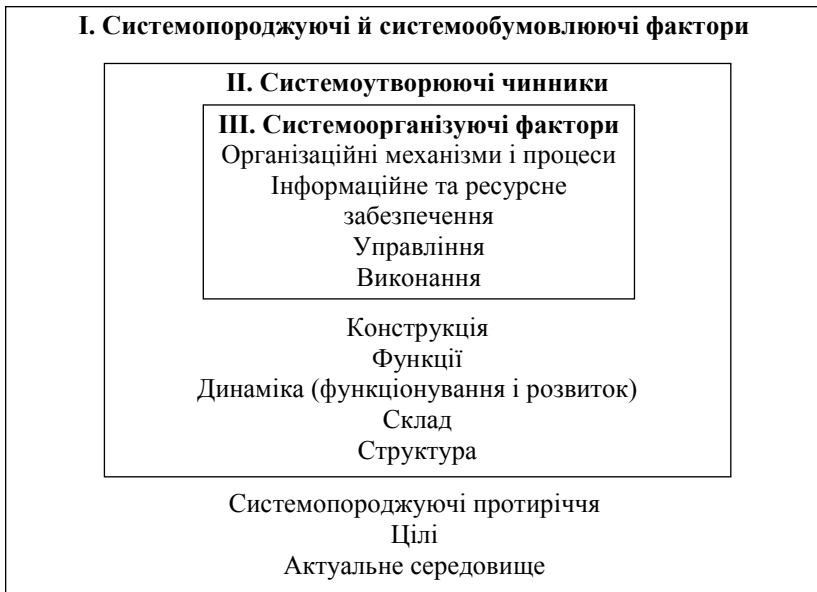 I. Системопороджуючі й системообумовлюючі фактори
II. Системоутворюючі чинники
III. Системоорганізуючі фактори
Організаційні механізми і процеси
Інформаційне та ресурсне
забезпечення
Управління
Виконання
Конструкція
Функції
Динаміка (функціонування і розвиток)
Склад
Структура
Системопороджуючі протиріччя
Цілі
Актуальне середовище